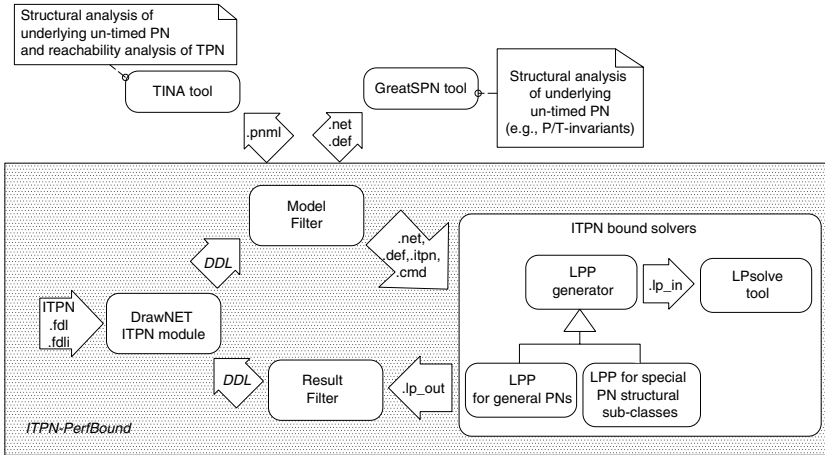 Structural analysis of
underlying un-timed PN
and reachability analysis of TPN
TINA tool
GreatSPN tool
Structural analysis
of underlying
un-timed PN
(e.g., P/T-invariants)
.pnml
.net
.def
Model
Filter
.net,
.def,.itpn,
.cmd
ITPN bound solvers
DDL
LPP
generator
.lp_in
LPsolve
tool
ITPN
.fdl
.fdli
DrawNET
ITPN module
DDL
Result
Filter
.lp_out
LPP
for general PNs
LPP for special
PN structural
sub-classes
ITPN-PerfBound